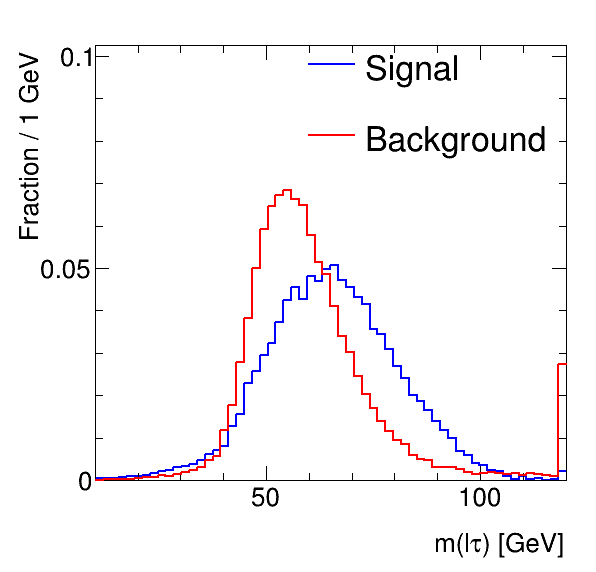 0.1
Signal
Background
Fraction / 1 GeV
0.05
0
50
100
m(lτ) [GeV]